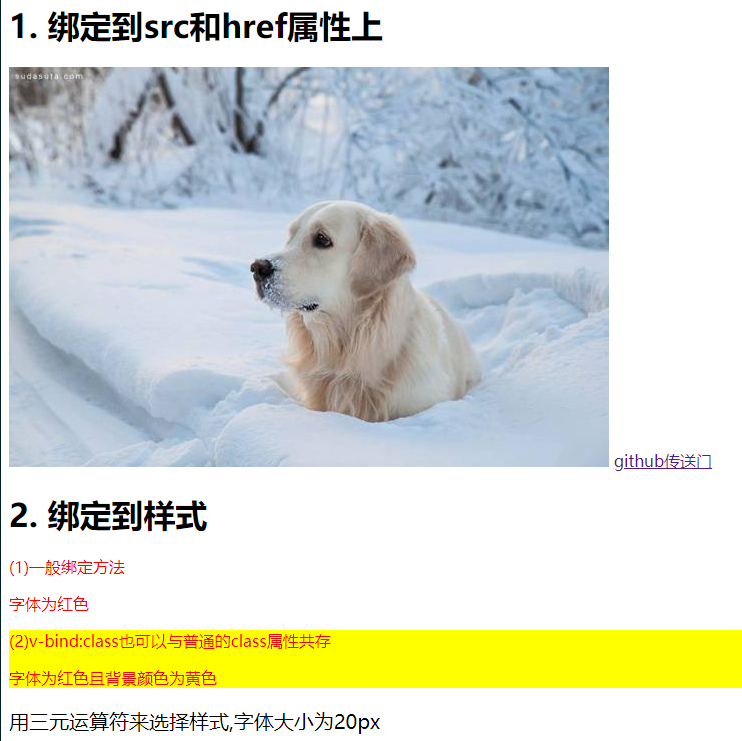 1. 绑定到src和href属性上
sudasuta.com
github传送门
2. 绑定到样式
(1)一般绑定方法
字体为红色
(2)v-bind:class也可以与普通的class属性共存
字体为红色且背景颜色为黄色
用三元运算符来选择样式,字体大小为20px